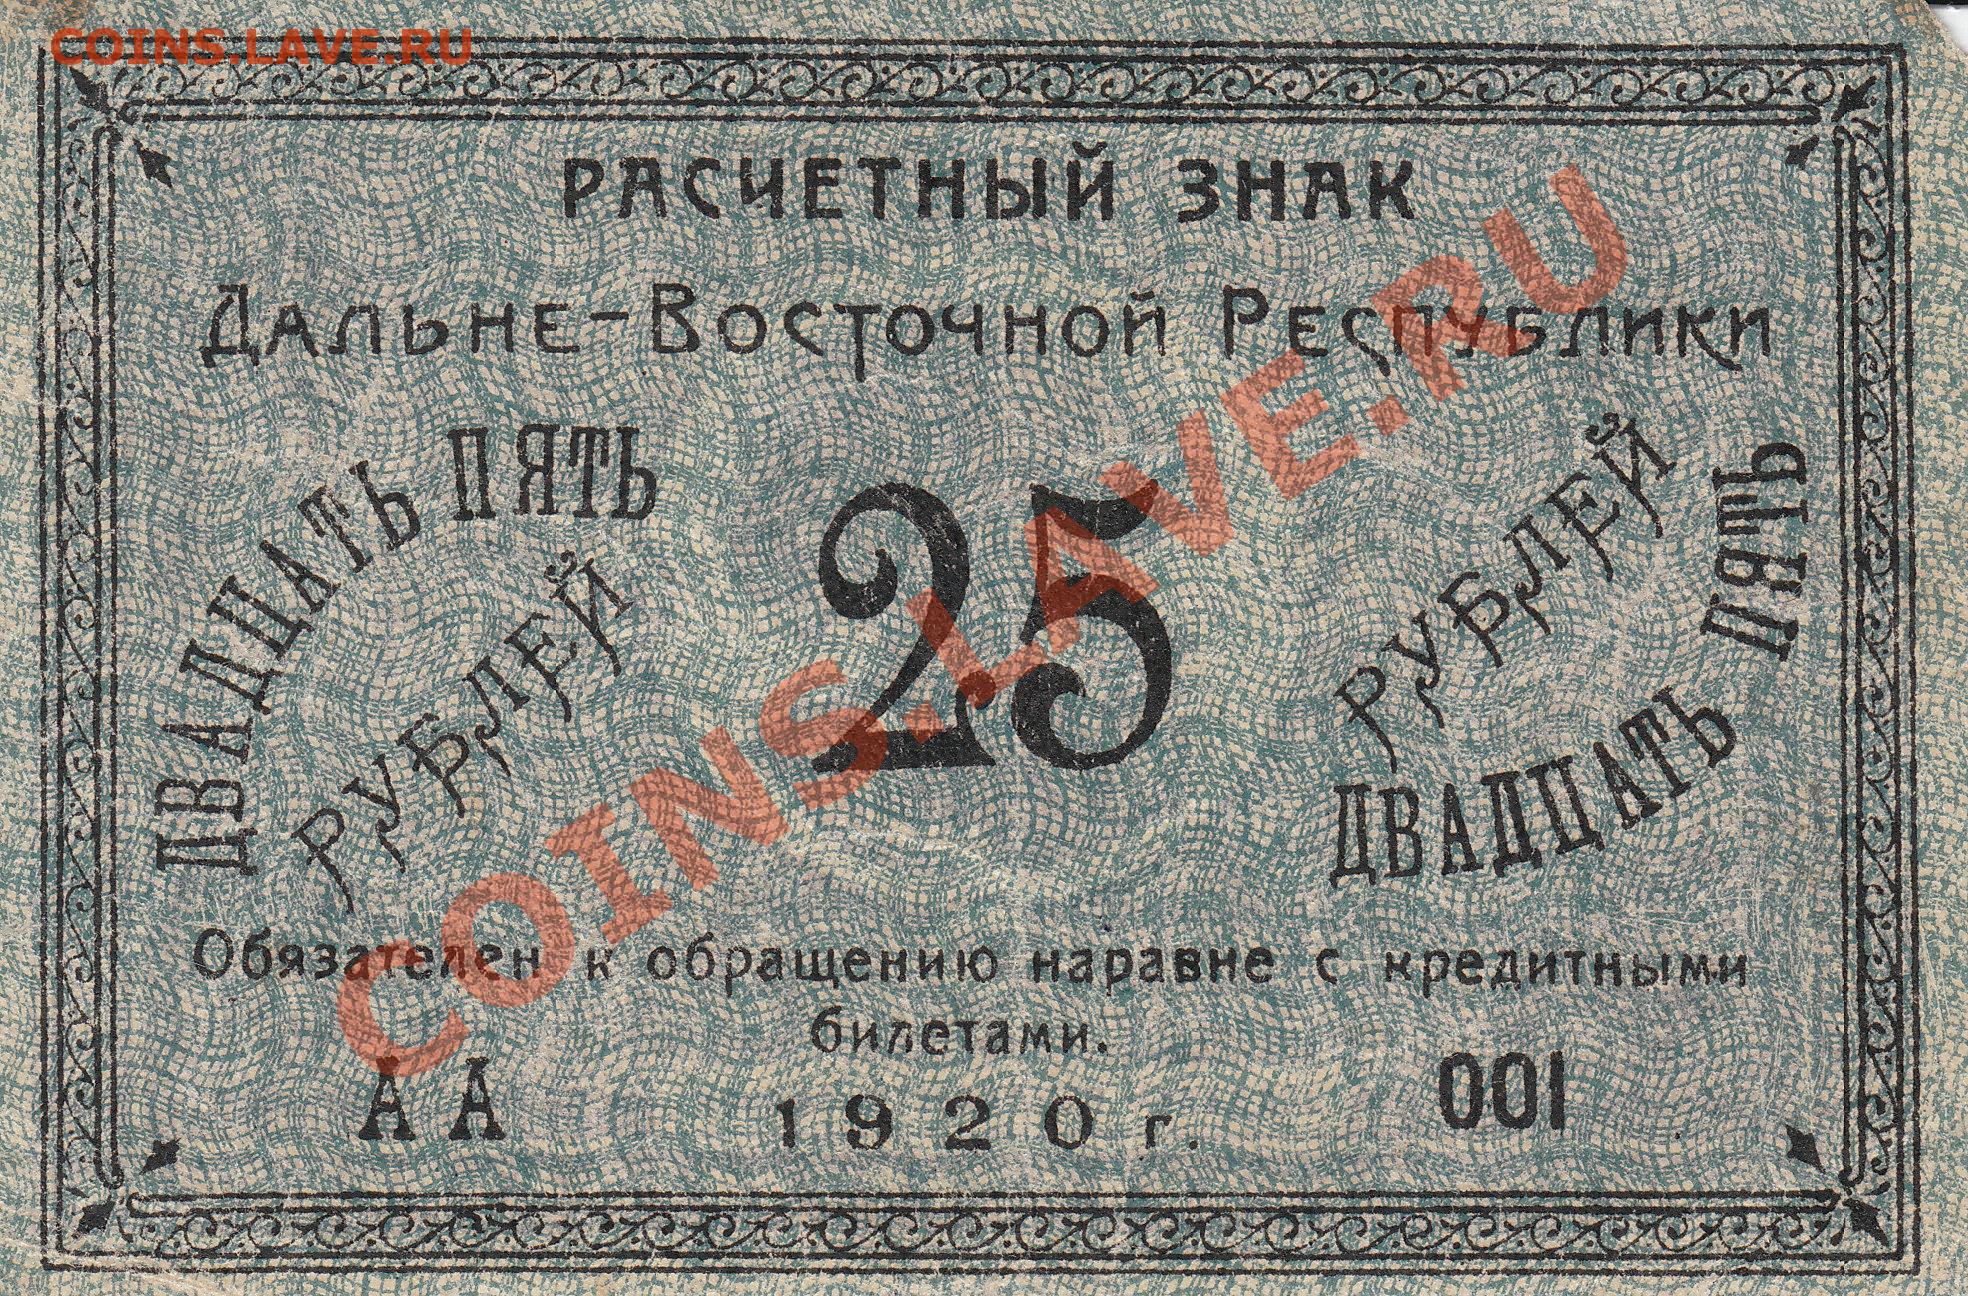 COINS.LAVE.RU
РАСЧЕТНЫЙ ЗНАК
ДАЛЬНЕ-ВОСТОЧНОЙ РЕСПУБЛИКИ
ДВАДЦАТЬ ПЯТЬ
РУБЛЕЙ
25
РУБЛЕЙ
ДВАДЦАТЬ ПЯТЬ
COINS.LAVE.RU
Обязателен к обращению наравне с кредитными
билетами.
АА
1920 г.
001